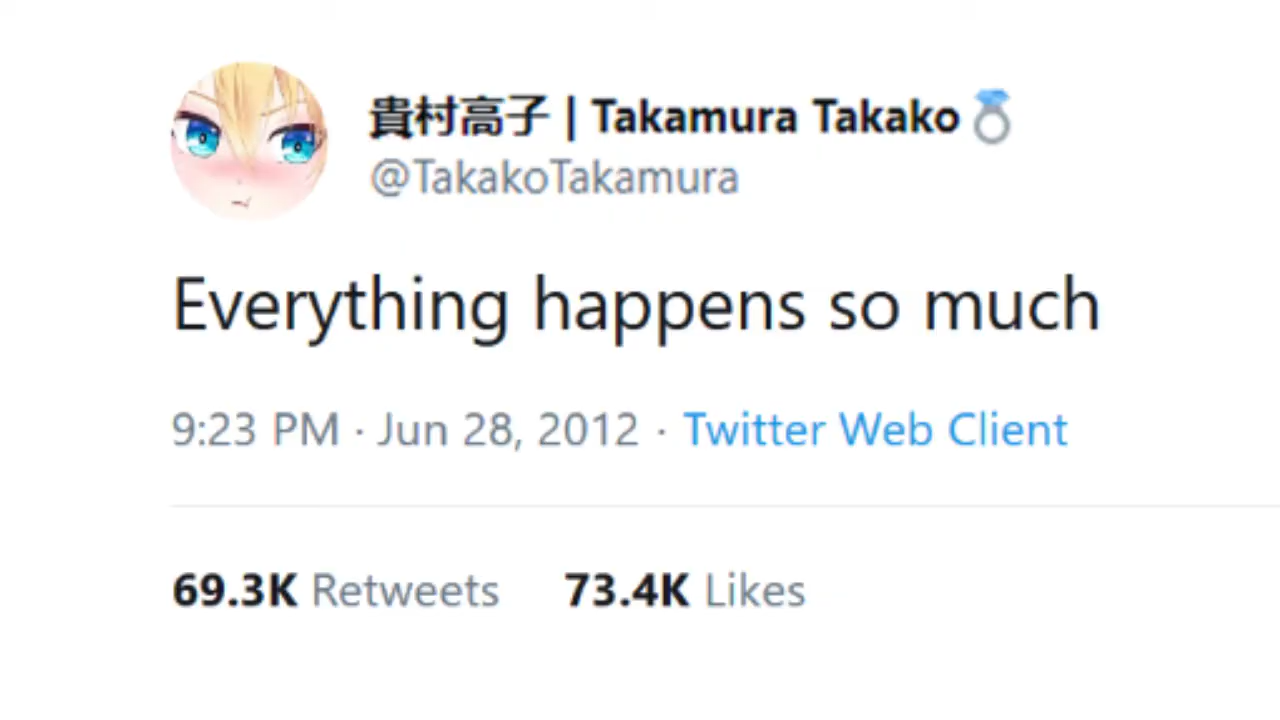 貴村高子 | Takamura Takako💍
@TakakoTakamura
Everything happens so much
9:23 PM · Jun 28, 2012 · Twitter Web Client
69.3K Retweets 73.4K Likes